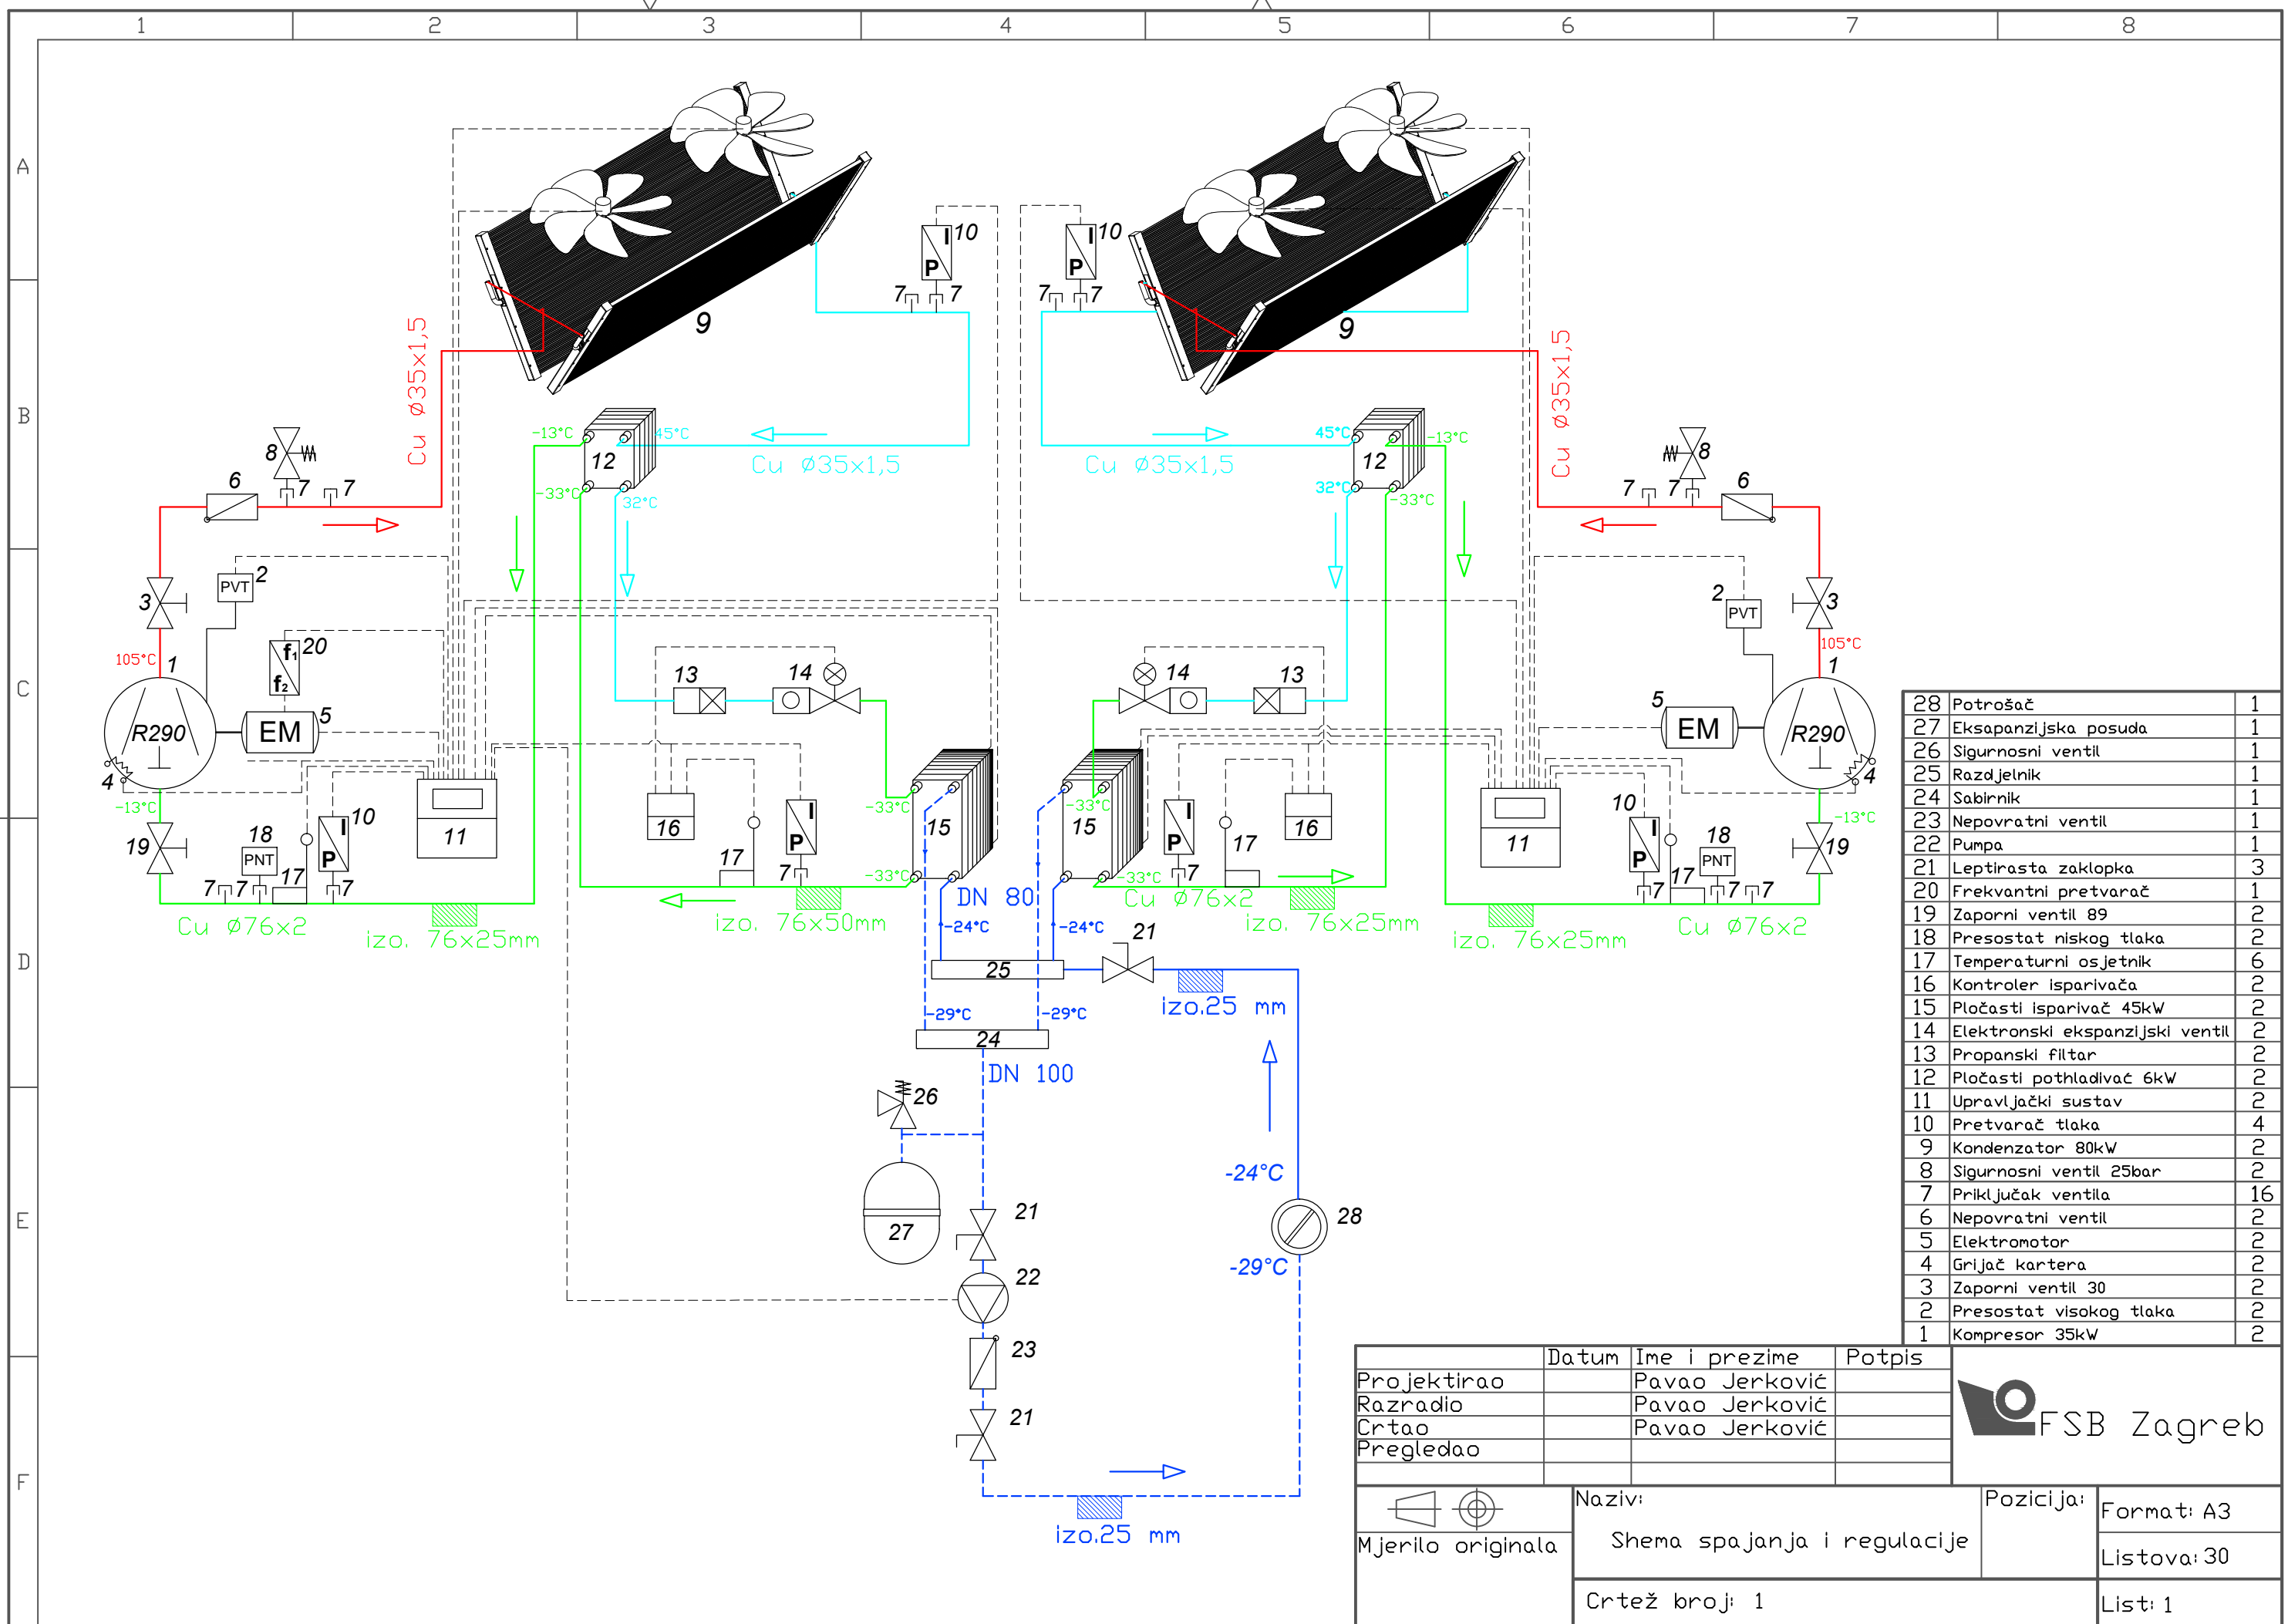 1 2 3 4 5 6 7 8
A
B
C
D
E
F
9
9
10
I
P
7 7
10
I
P
7 7
Cu Ø35x1,5
Cu Ø35x1,5
8
6
7 7
-13°C
45°C
12
-33°C
32°C
Cu Ø35x1,5
Cu Ø35x1,5
45°C
-13°C
12
32°C
-33°C
8
6
7 7
3
PVT
2
105°C
1
f1
f2
20
R290
EM
5
4
-13°C
19
18
PNT
17
I
P
10
7 7 7
11
Cu Ø76x2
izo. 76x25mm
13
14
16
17
I
P
7
-33°C
15
-33°C
izo. 76x50mm
DN 80
14
13
-33°C
15
-33°C
I
P
7
17
16
Cu Ø76x2
izo. 76x25mm
2
PVT
3
105°C
1
5
EM
R290
4
-13°C
11
10
I
P
18
PNT
19
7 17 7 7
izo. 76x25mm
Cu Ø76x2
-24°C
-24°C
21
25
izo.25 mm
-29°C
-29°C
24
DN 100
26
27
21
22
23
21
-24°C
28
-29°C
izo.25 mm
28 Potrošač 1
27 Eksapanzijska posuda 1
26 Sigurnosni ventil 1
25 Razdjelnik 1
24 Sabirnik 1
23 Nepovratni ventil 1
22 Pumpa 1
21 Leptirasta zaklopka 3
20 Frekvantni pretvarač 1
19 Zaporni ventil 89 2
18 Presostat niskog tlaka 2
17 Temperaturni osjetnik 6
16 Kontroler isparivača 2
15 Pločasti isparivač 45kW 2
14 Elektronski ekspanzijski ventil 2
13 Propanski filtar 2
12 Pločasti pothladivač 6kW 2
11 Upravljački sustav 2
10 Pretvarač tlaka 4
9 Kondenzator 80kW 2
8 Sigurnosni ventil 25bar 2
7 Priključak ventila 16
6 Nepovratni ventil 2
5 Elektromotor 2
4 Grijač kartera 2
3 Zaporni ventil 30 2
2 Presostat visokog tlaka 2
1 Kompresor 35kW 2
Datum Ime i prezime Potpis
Projektirao Pavao Jerković
Razradio Pavao Jerković
Crtao Pavao Jerković
Pregledao
FSB Zagreb
Mjerilo originala
Naziv:
Shema spajanja i regulacije
Pozicija:
Format: A3
Listova: 30
Crtež broj: 1
List: 1